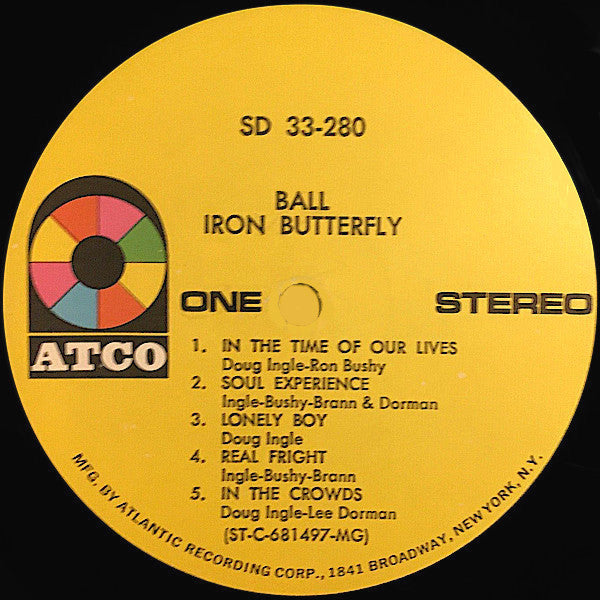 SD 33-280
BALL
IRON BUTTERFLY
ATCO
ONE
STEREO
1. IN THE TIME OF OUR LIVES
Doug Ingle-Ron Bushy
2. SOUL EXPERIENCE
Ingle-Bushy-Brann & Dorman
3. LONELY BOY
Doug Ingle
4. REAL FRIGHT
Ingle-Bushy-Brann
5. IN THE CROWDS
Doug Ingle-Lee Dorman
(ST-C-681497-MG)
MFG. BY ATLANTIC RECORDING CORP., 1841 BROADWAY, NEW YORK, N.Y.